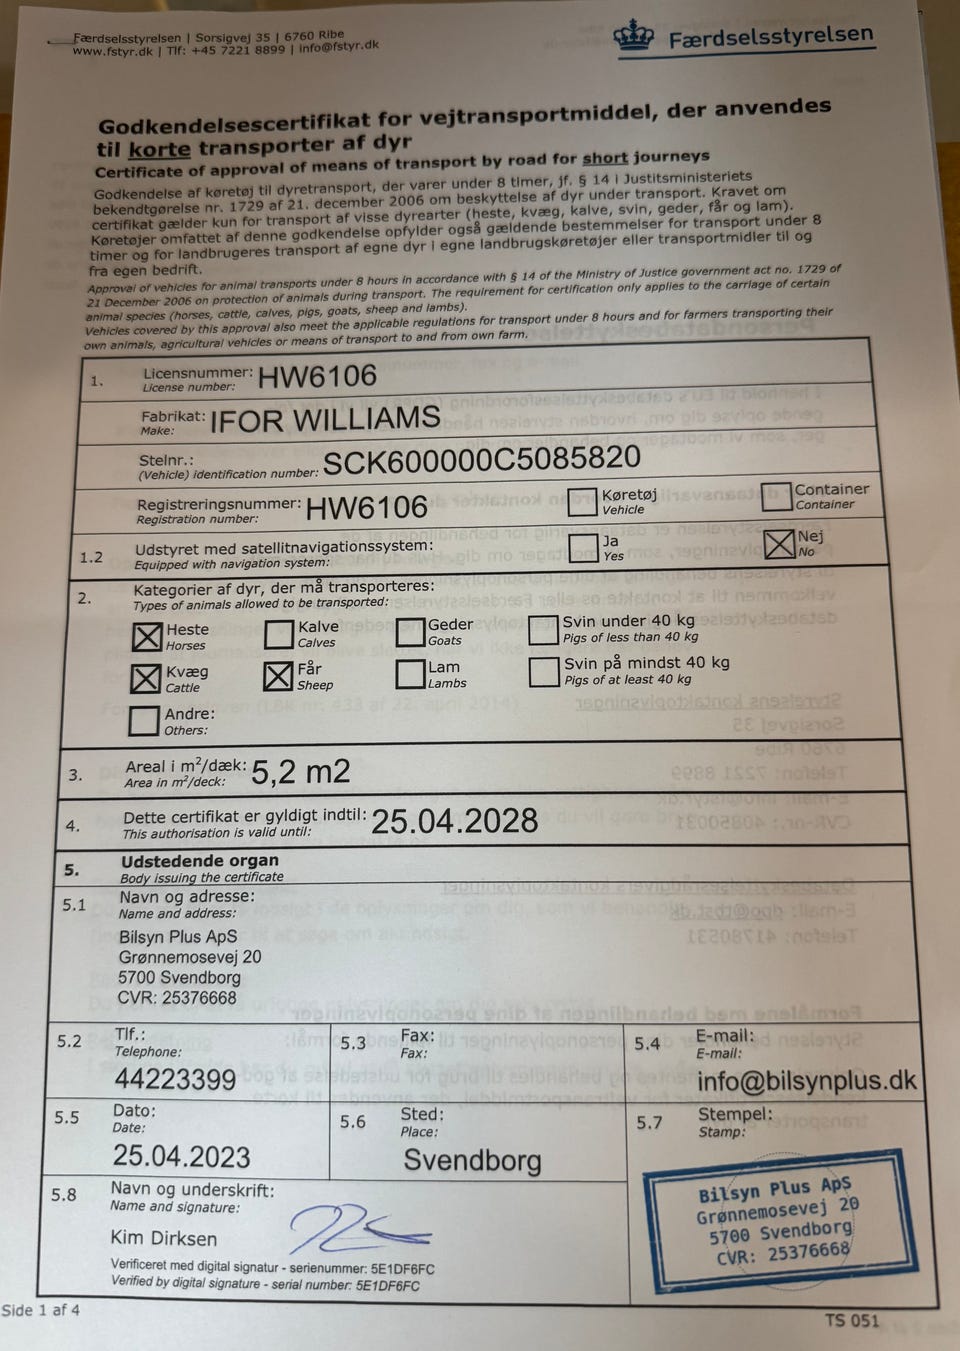 Færdselsstyrelsen | Sorsigvej 35 | 6760 Ribe
www.fstyr.dk | Tlf: +45 7221 8899 | info@fstyr.dk
Færdselsstyrelsen
Godkendelsescertifikat for vejtransportmiddel, der anvendes
til korte transporter af dyr
Certificate of approval of means of transport by road for short journeys
Godkendelse af køretøj til dyretransport, der varer under 8 timer, jf. § 14 i Justitsministeriets
bekendtgørelse nr. 1729 af 21. december 2006 om beskyttelse af dyr under transport. Kravet om
certifikat gælder kun for transport af visse dyrearter (heste, kvæg, kalve, svin, geder, får og lam).
Køretøjer omfattet af denne godkendelse opfylder også gældende bestemmelser for transport under 8
timer og for landbrugeres transport af egne dyr i egne landbrugskøretøjer eller transportmidler til og
fra egen bedrift.
Approval of vehicles for animal transports under 8 hours in accordance with § 14 of the Ministry of Justice government act no. 1729 of
21 December 2006 on protection of animals during transport. The requirement for certification only applies to the carriage of certain
animal species (horses, cattle, calves, pigs, goats, sheep and lambs).
Vehicles covered by this approval also meet the applicable regulations for transport under 8 hours and for farmers transporting their
own animals, agricultural vehicles or means of transport to and from own farm.
1. Licensnummer: HW6106
License number:
Fabrikat: IFOR WILLIAMS
Make:
Stelnr.: SCK600000C5085820
(Vehicle) identification number:
Registreringsnummer: HW6106 Køretøj Container
Registration number: Vehicle Container
1.2 Udstyret med satellitnavigationssystem: Ja Nej
Equipped with navigation system: Yes No
2. Kategorier af dyr, der må transporteres:
Types of animals allowed to be transported:
Heste Kalve Geder Svin under 40 kg
Horses Calves Goats Pigs of less than 40 kg
Kvæg Får Lam Svin på mindst 40 kg
Cattle Sheep Lambs Pigs of at least 40 kg
Andre:
Others:
3. Areal i m²/dæk: 5,2 m2
Area in m²/deck:
4. Dette certifikat er gyldigt indtil: 25.04.2028
This authorisation is valid until:
5. Udstedende organ
Body issuing the certificate
5.1 Navn og adresse:
Name and address:
Bilsyn Plus ApS
Grønnemosevej 20
5700 Svendborg
CVR: 25376668
5.2 Tlf.: 5.3 Fax: 5.4 E-mail:
Telephone: Fax: E-mail:
44223399 info@bilsynplus.dk
5.5 Dato: 5.6 Sted: 5.7 Stempel:
Date: Place: Stamp:
25.04.2023 Svendborg
5.8 Navn og underskrift:
Name and signature:
Kim Dirksen
Verificeret med digital signatur - serienummer: 5E1DF6FC
Verified by digital signature - serial number: 5E1DF6FC
Bilsyn Plus ApS
Grønnemosevej 20
5700 Svendborg
CVR: 25376668
Side 1 af 4
TS 051